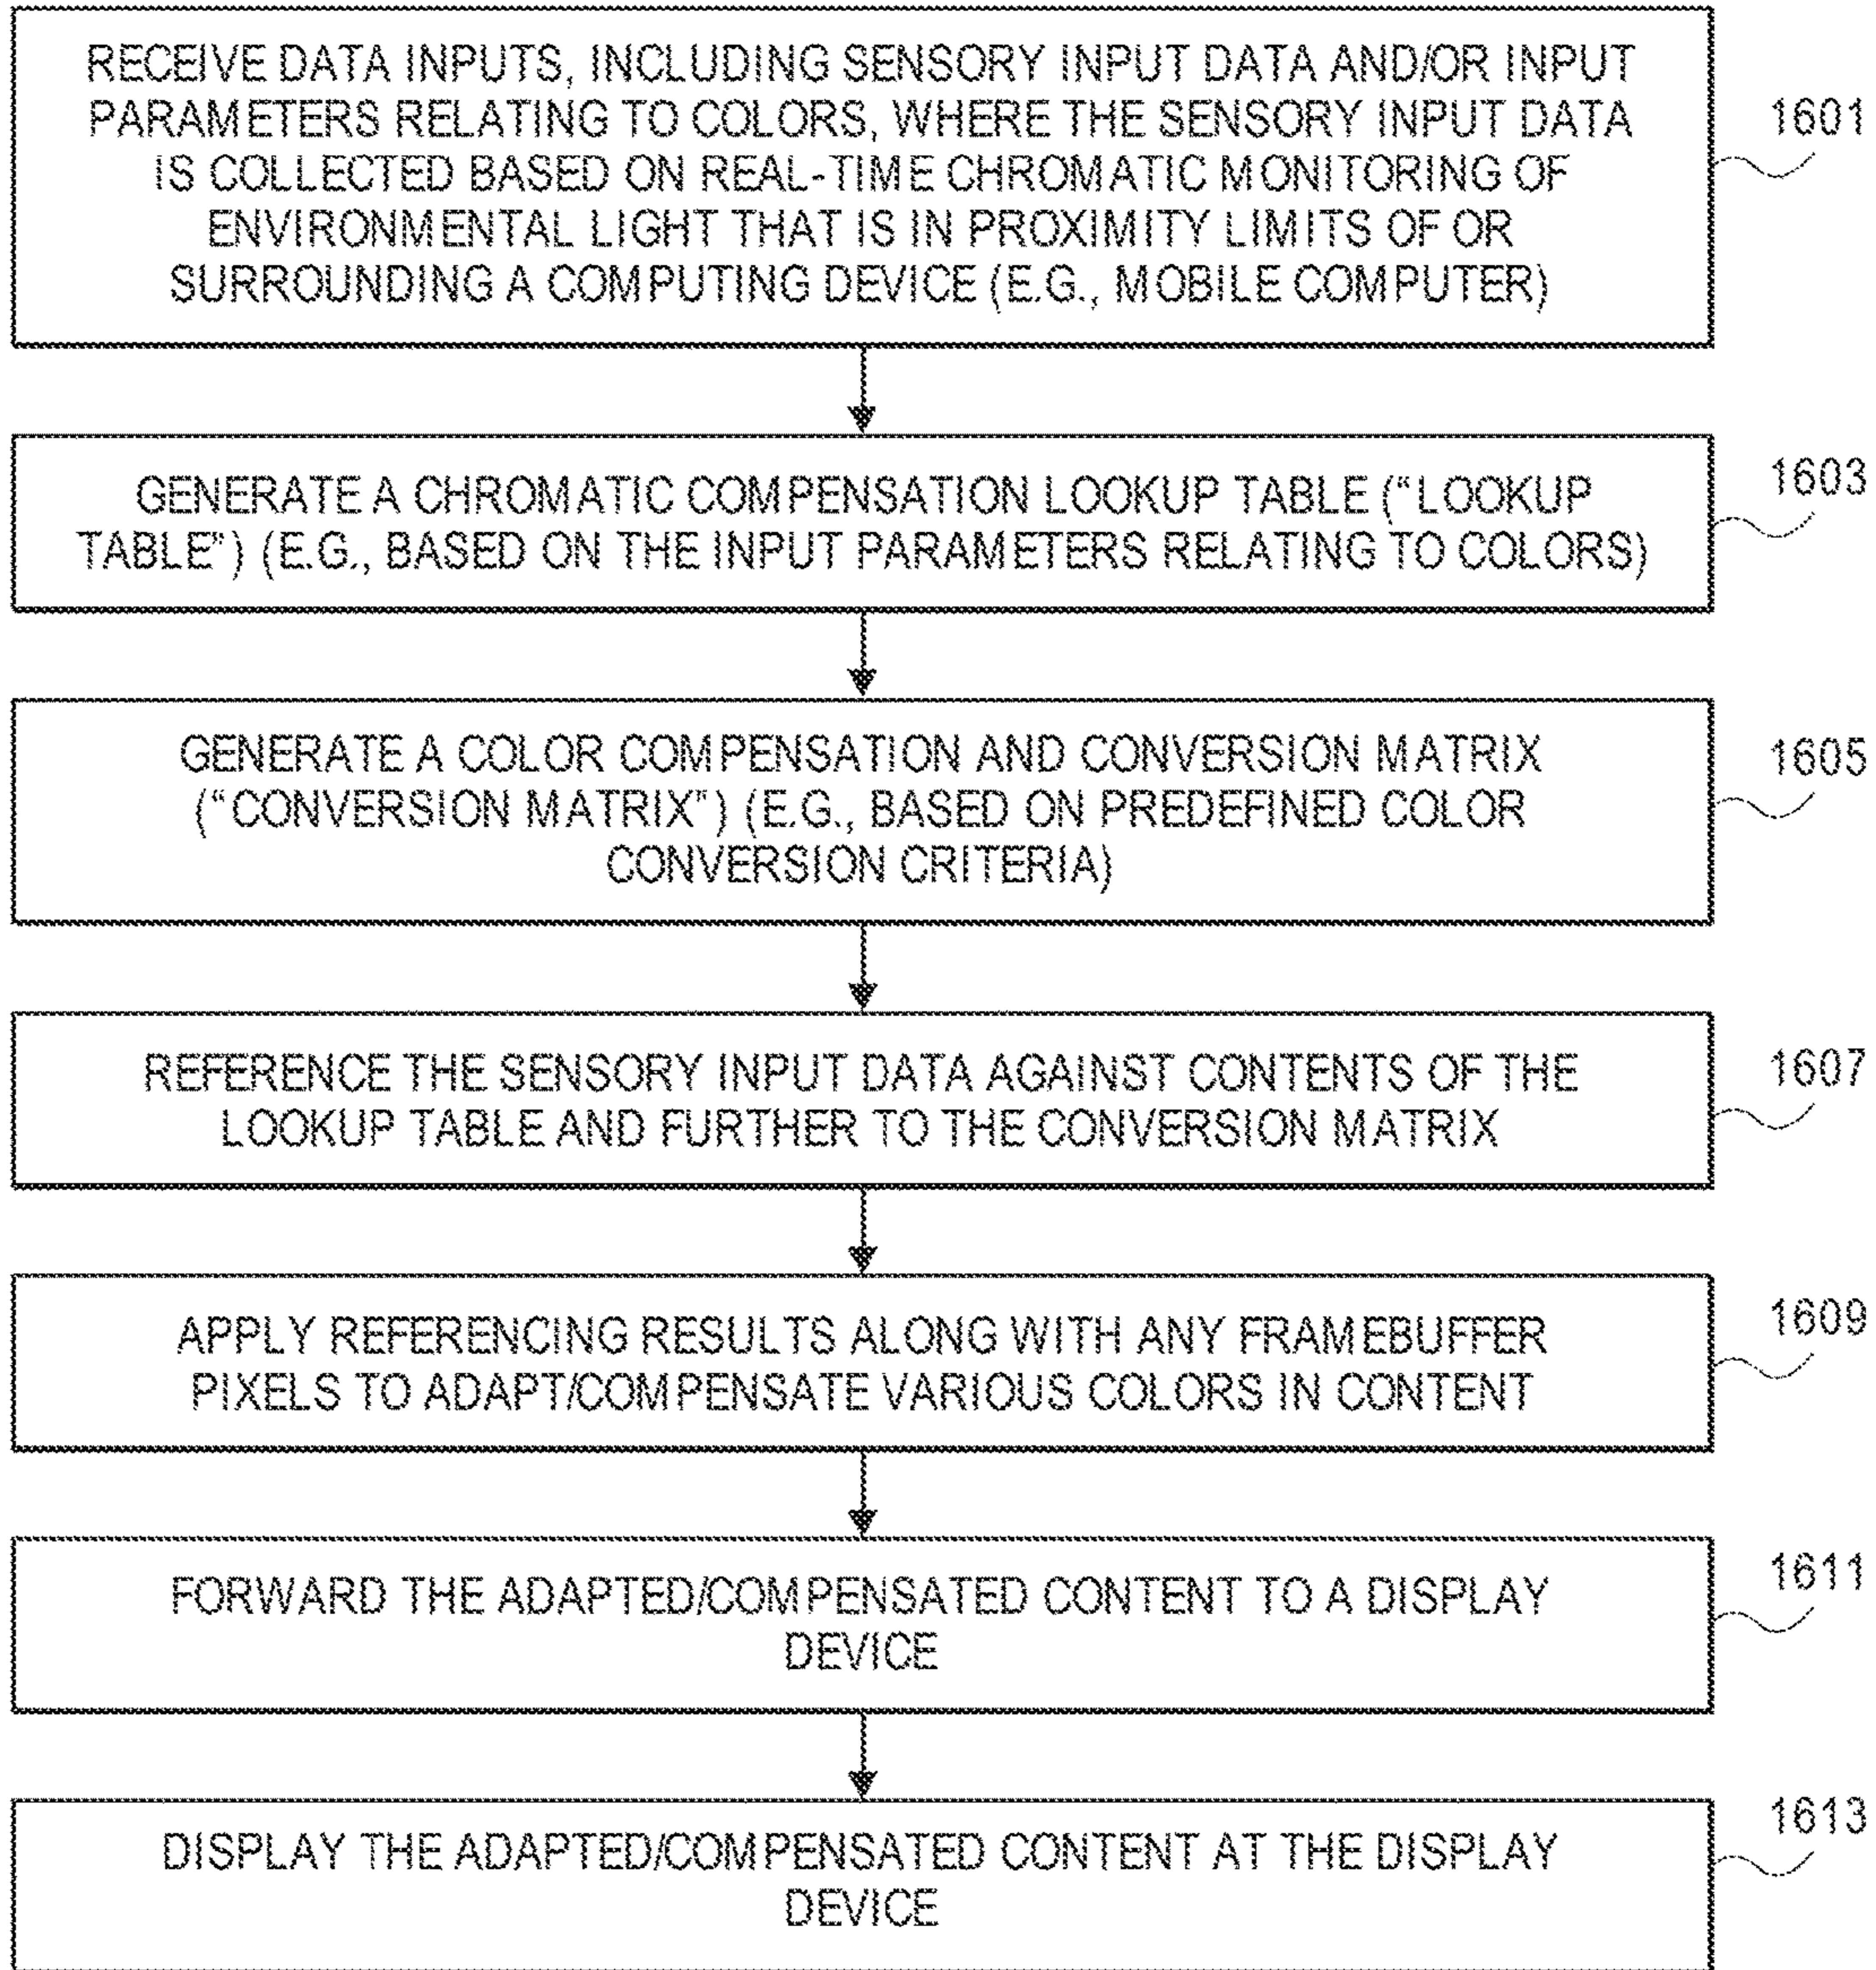 RECEIVE DATA INPUTS, INCLUDING SENSORY INPUT DATA AND/OR INPUT
PARAMETERS RELATING TO COLORS, WHERE THE SENSORY INPUT DATA
IS COLLECTED BASED ON REAL-TIME CHROMATIC MONITORING OF
ENVIRONMENTAL LIGHT THAT IS IN PROXIMITY LIMITS OF OR
SURROUNDING A COMPUTING DEVICE (E.G., MOBILE COMPUTER)
1601
GENERATE A CHROMATIC COMPENSATION LOOKUP TABLE (“LOOKUP
TABLE”) (E.G., BASED ON THE INPUT PARAMETERS RELATING TO COLORS)
1603
GENERATE A COLOR COMPENSATION AND CONVERSION MATRIX
(“CONVERSION MATRIX”) (E.G., BASED ON PREDEFINED COLOR
CONVERSION CRITERIA)
1605
REFERENCE THE SENSORY INPUT DATA AGAINST CONTENTS OF THE
LOOKUP TABLE AND FURTHER TO THE CONVERSION MATRIX
1607
APPLY REFERENCING RESULTS ALONG WITH ANY FRAMEBUFFER
PIXELS TO ADAPT/COMPENSATE VARIOUS COLORS IN CONTENT
1609
FORWARD THE ADAPTED/COMPENSATED CONTENT TO A DISPLAY
DEVICE
1611
DISPLAY THE ADAPTED/COMPENSATED CONTENT AT THE DISPLAY
DEVICE
1613